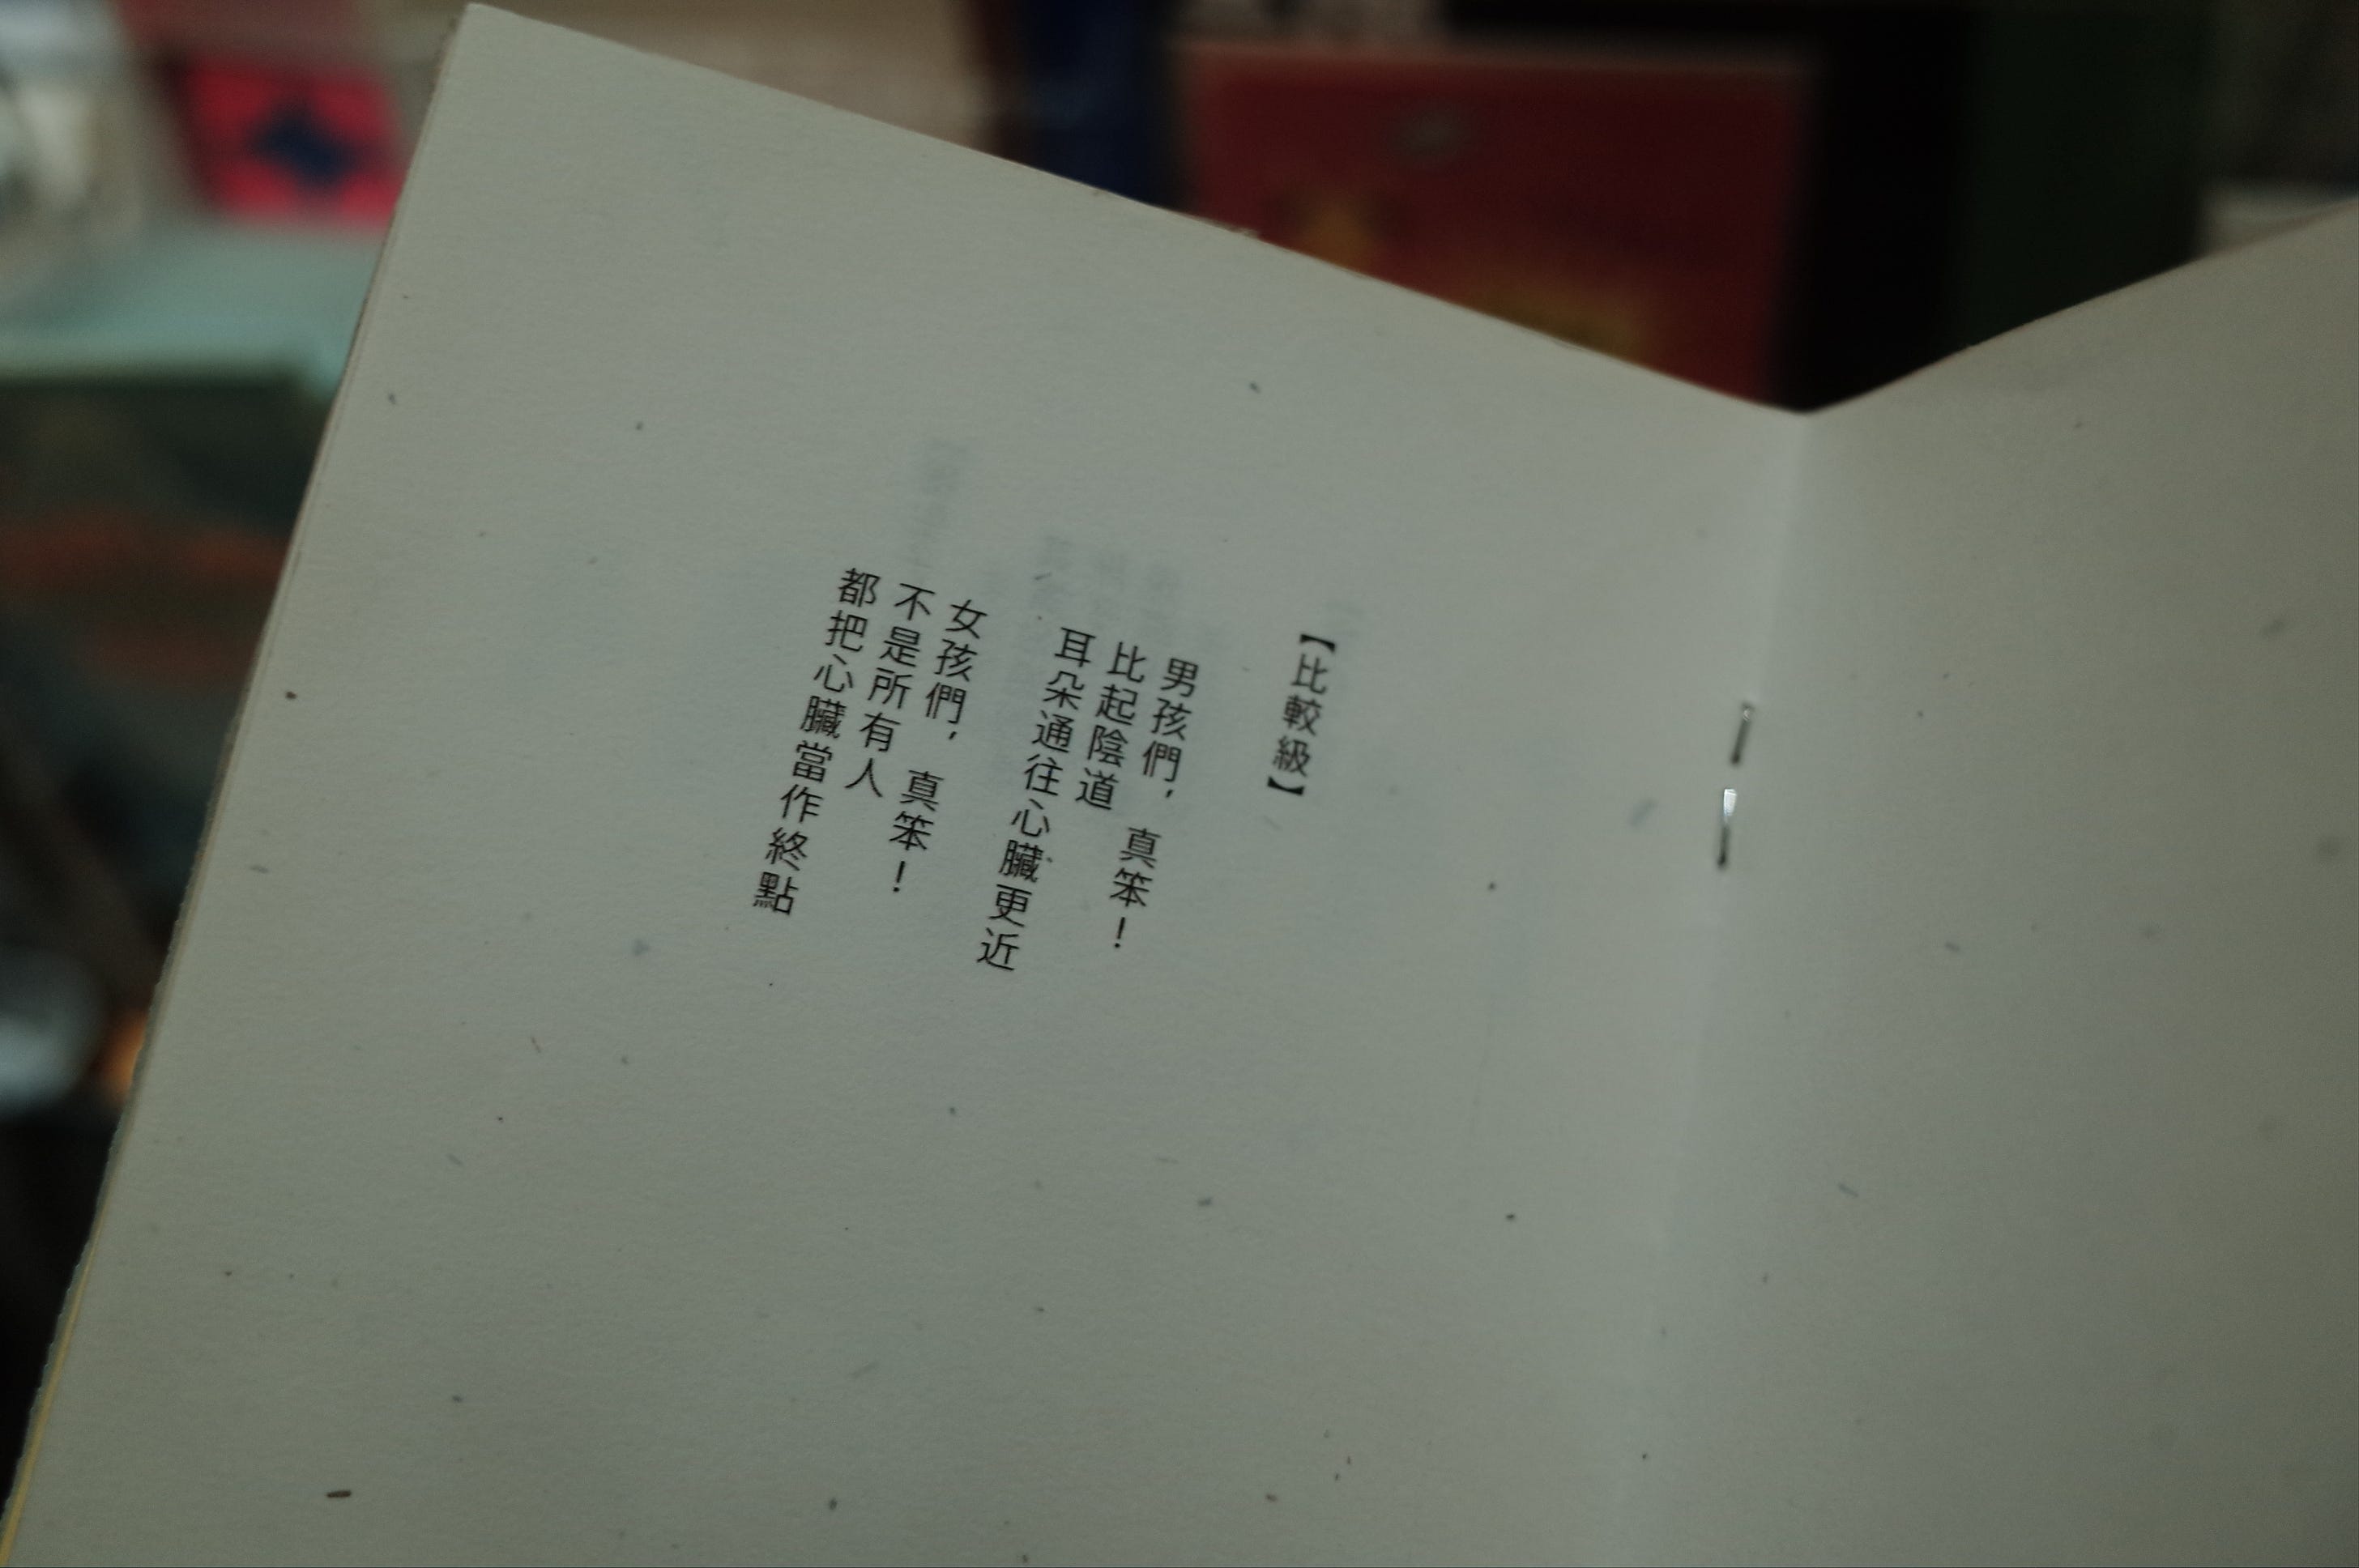 【比較級】
男孩們，真笨！
比起陰道
耳朵通往心臟更近
女孩們，真笨！
不是所有人
都把心臟當作終點